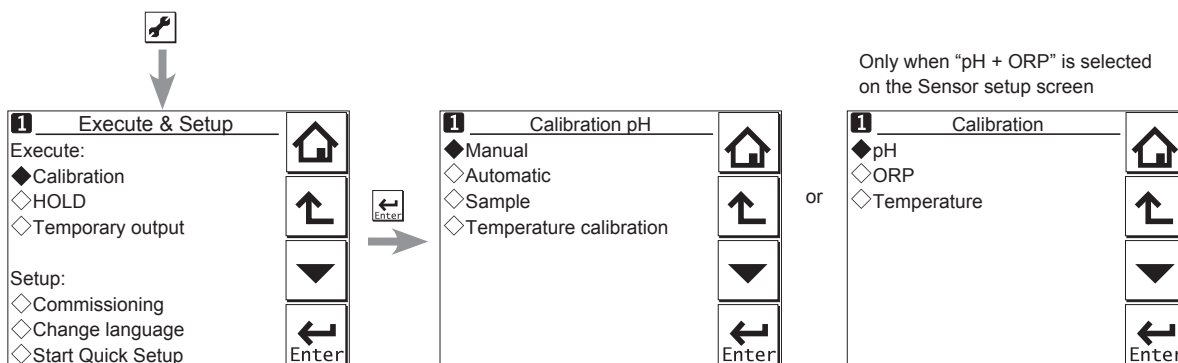 Only when “pH + ORP” is selected
on the Sensor setup screen
1 Execute & Setup
Execute:
◆Calibration
◇HOLD
◇Temporary output
Setup:
◇Commissioning
◇Change language
◇Start Quick Setup
Enter
Enter
1 Calibration pH
◆Manual
◇Automatic
◇Sample
◇Temperature calibration
Enter
or
1 Calibration
◆pH
◇ORP
◇Temperature
Enter